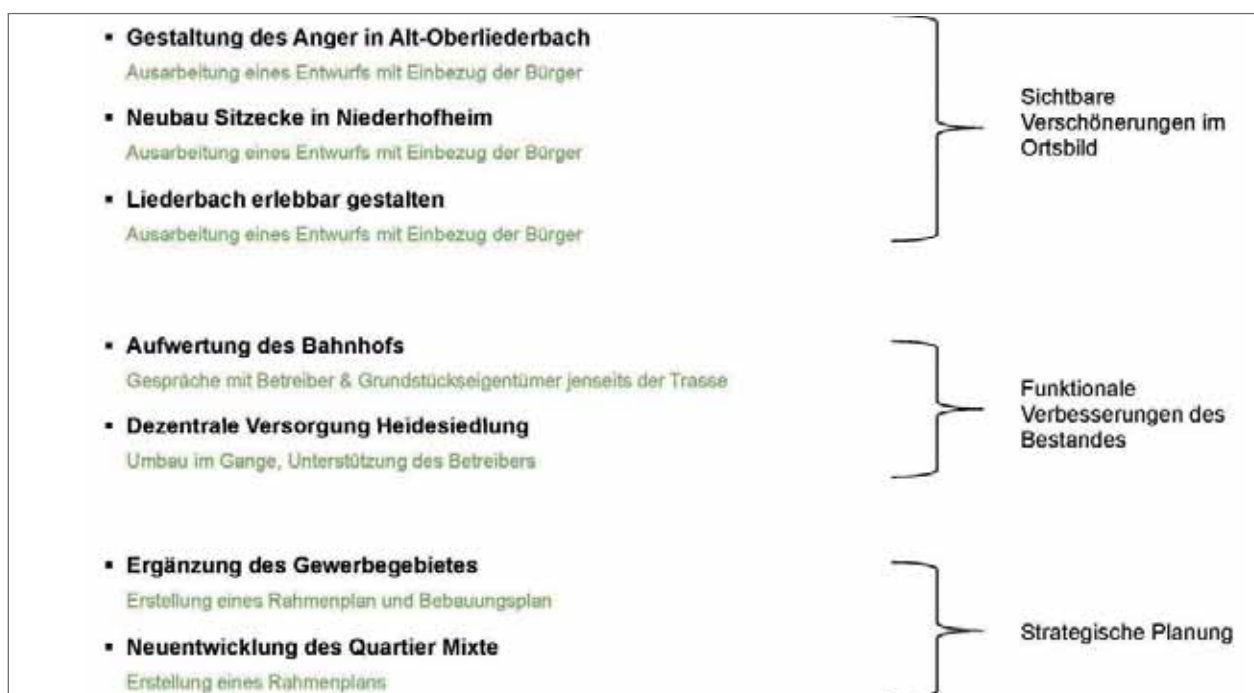 ▪ Gestaltung des Anger in Alt-Oberliederbach
Ausarbeitung eines Entwurfs mit Einbezug der Bürger
▪ Neubau Sitzecke in Niederhofheim
Ausarbeitung eines Entwurfs mit Einbezug der Bürger
▪ Liederbach erlebbar gestalten
Ausarbeitung eines Entwurfs mit Einbezug der Bürger
Sichtbare
Verschönerungen im
Ortsbild
▪ Aufwertung des Bahnhofs
Gespräche mit Betreiber & Grundstückseigentümer jenseits der Trasse
▪ Dezentrale Versorgung Heidesiedlung
Umbau im Gange, Unterstützung des Betreibers
Funktionale
Verbesserungen des
Bestandes
▪ Ergänzung des Gewerbegebietes
Erstellung eines Rahmenplan und Bebauungsplan
▪ Neuentwicklung des Quartier Mixte
Erstellung eines Rahmenplans
Strategische Planung